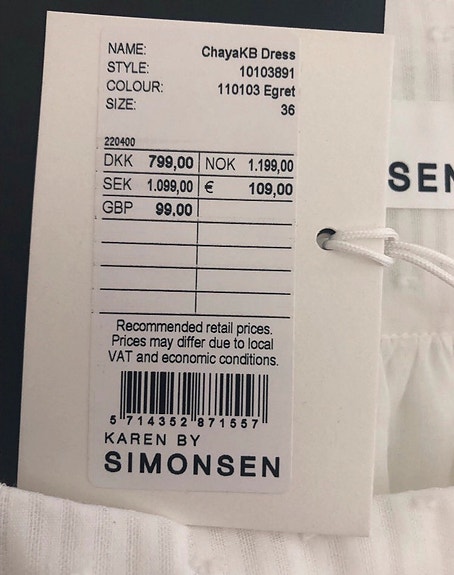 NAME: ChayaKB Dress
STYLE: 10103891
COLOUR: 110103 Egret
SIZE: 36
220400
DKK 799,00 NOK 1.199,00
SEK 1.099,00 € 109,00
GBP 99,00
Recommended retail prices.
Prices may differ due to local
VAT and economic conditions.
5 714352 871557
KAREN BY
SIMONSEN
SEN